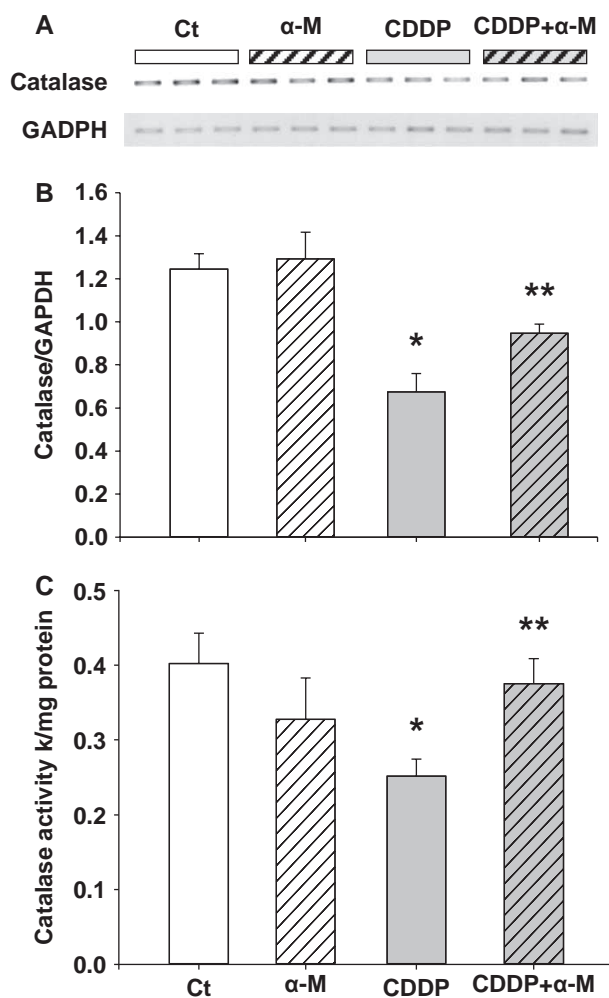 A
Ct α-M CDDP CDDP+α-M
Catalase
GADPH
B
Catalase/GAPDH
1.6
1.4
1.2
1.0
0.8
0.6
0.4
0.2
0.0
*
**
C
Catalase activity k/mg protein
0.5
0.4
0.3
0.2
0.1
0.0
*
**
Ct α-M CDDP CDDP+α-M